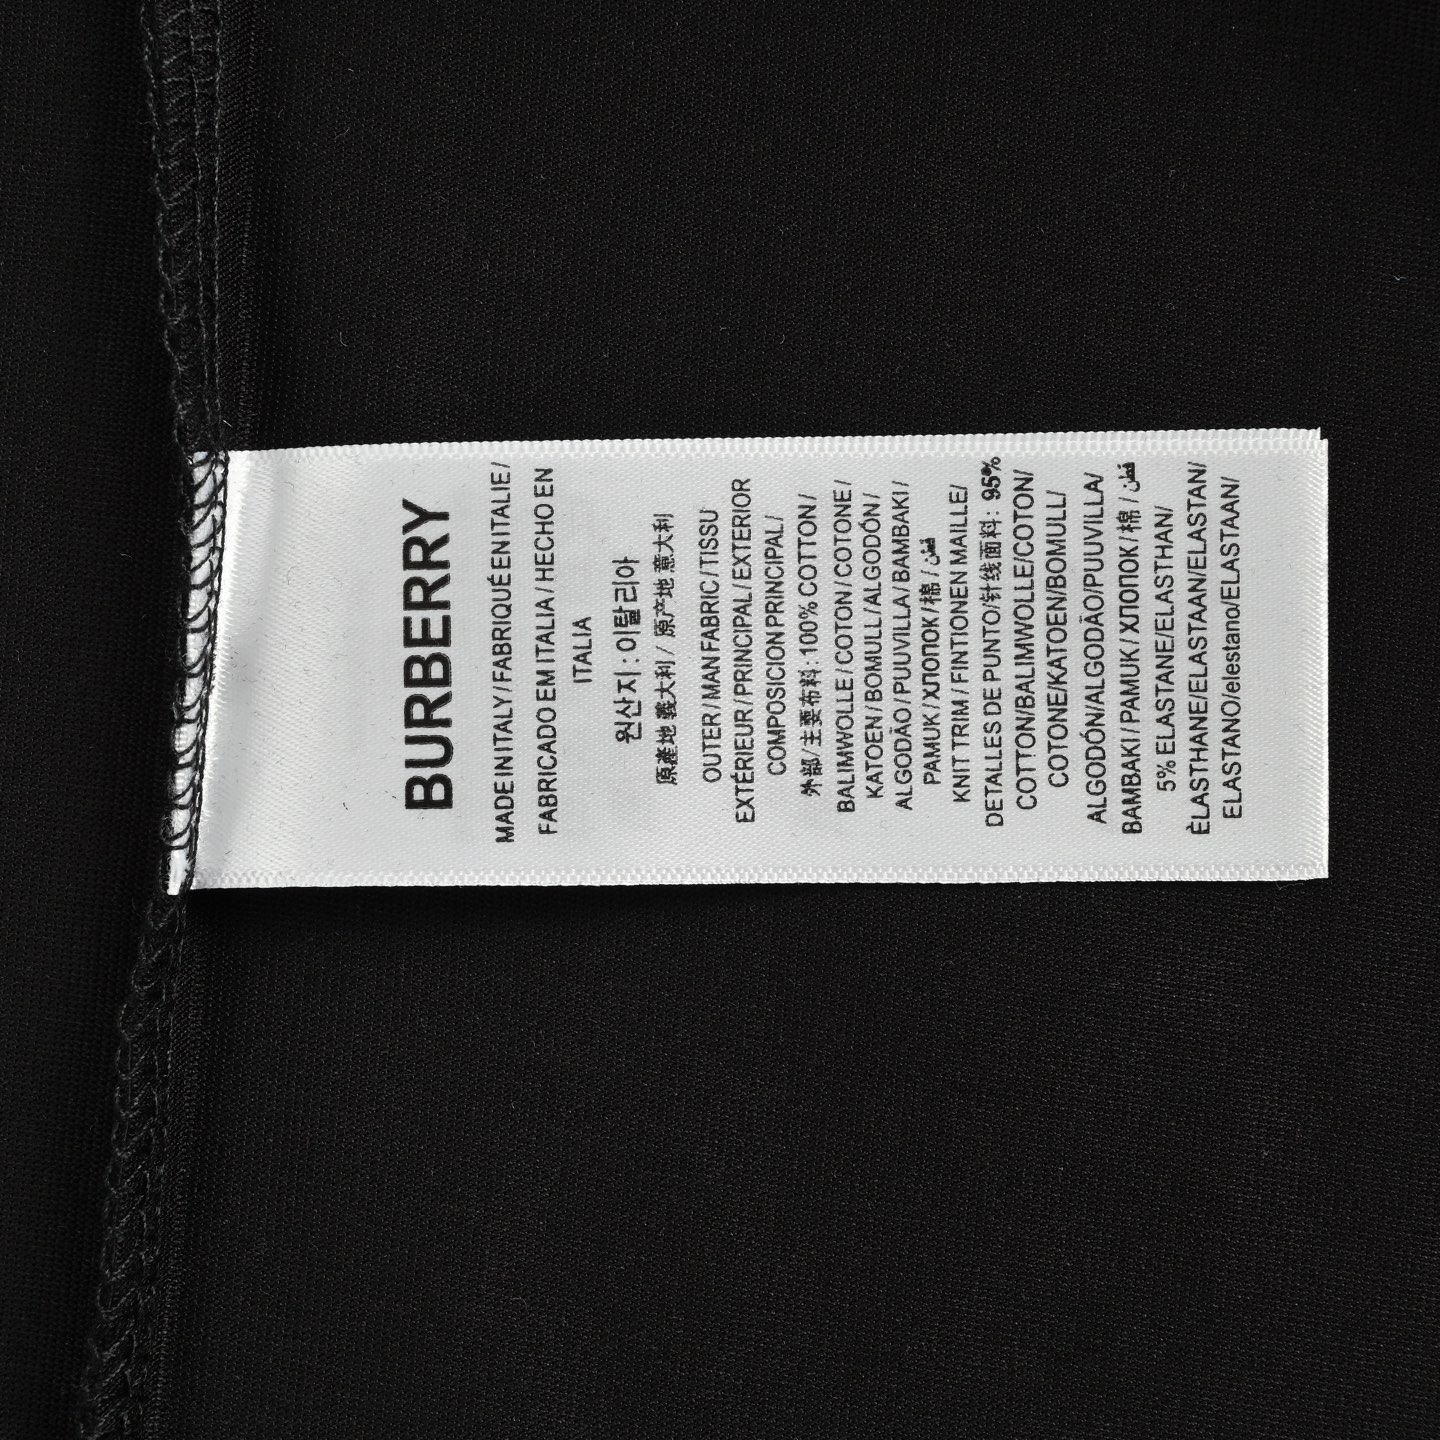 BURBERRY
MADE IN ITALY / FABRIQUÉ EN ITALIE /
FABRICADO EM ITALIA / HECHO EN
ITALIA
원산지 : 이탈리아
原產地 義大利 / 原产地 意大利
OUTER / MAN FABRIC / TISSU
EXTÉRIEUR / PRINCIPAL / EXTERIOR
COMPOSICION PRINCIPAL /
外部 / 主要布料 : 100% COTTON /
BALIMWOLLE / COTON / COTONE /
KATOEN / BOMULL / ALGODÓN /
ALGODÃO / PUUVILLA / BAMBAKI /
PAMUK / ХЛОПОК / 棉 / قطن
KNIT TRIM / FINTIONEN MAILLE/
DETALLES DE PUNTO/针线面料: 95%
COTTON/BALIMWOLLE/COTON/
COTONE/KATOEN/BOMULL/
ALGODÓN/ALGODÃO/PUUVILLA/
BAMBAKI / PAMUK / ХЛОПОК / 棉 / قطن
5% ELASTANE/ELASTHAN/
ÈLASTHANE/ELASTAAN/ELASTAN/
ELASTANO/elestano/ELASTAAN/